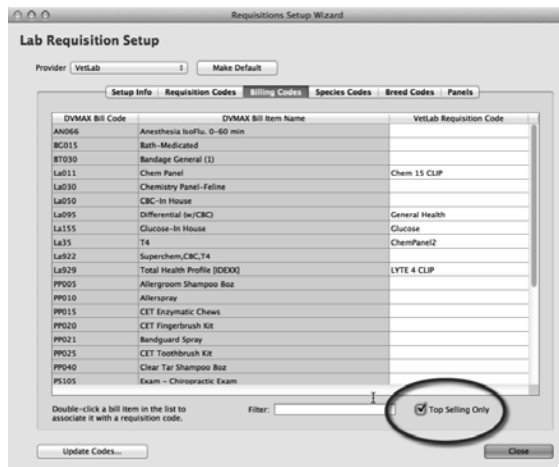 Requisitions Setup Wizard
Lab Requisition Setup
Provider VetLab Make Default
Setup Info Requisition Codes Billing Codes Species Codes Breed Codes Panels
DVMAX Bill Code DVMAX Bill Item Name VetLab Requisition Code
AN066 Anesthesia IsoFlu. 0-60 min
BG015 Bath-Medicated
BT030 Bandage General (1)
La011 Chem Panel Chem 15 CLIP
La030 Chemistry Panel-Feline
La050 CBC-In House
La095 Differential (w/CBC) General Health
La155 Glucose-In House Glucose
La35 T4 ChemPanel2
La922 Superchem,CBC,T4
La929 Total Health Profile [IDEXX] LYTE 4 CLIP
PP005 Allergroom Shampoo 8oz
PP010 Allerspray
PP015 CET Enzymatic Chews
PP020 CET Fingerbrush Kit
PP021 Bandguard Spray
PP025 CET Toothbrush Kit
PP040 Clear Tar Shampoo 8oz
PS105 Exam - Chiropractic Exam
Double-click a bill item in the list to
associate it with a requisition code.
Filter: Top Selling Only
Update Codes... Close